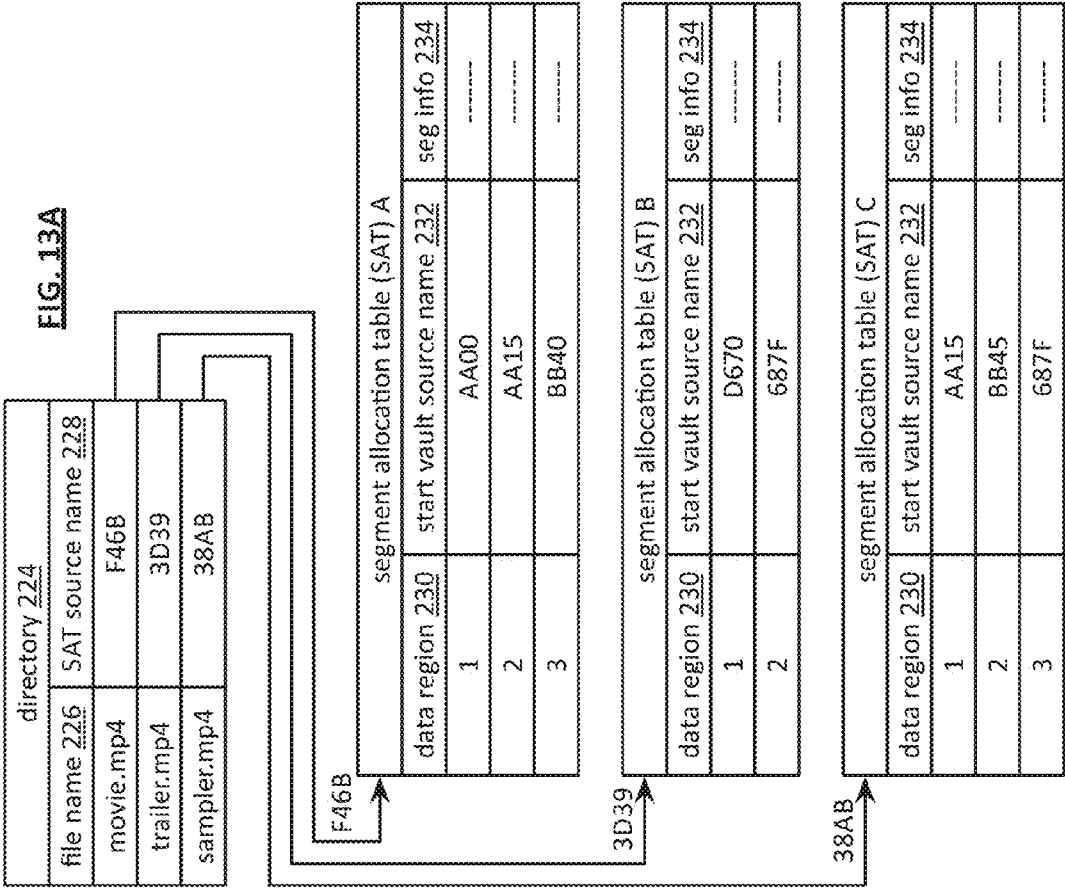 FIG. 13A
directory 224
file name 226 SAT source name 228
movie.mp4 F46B
trailer.mp4 3D39
sampler.mp4 38AB
F46B
segment allocation table (SAT) A
data region 230 start vault source name 232 seg info 234
1 AA00 -------
2 AA15 -------
3 BB40 -------
3D39
segment allocation table (SAT) B
data region 230 start vault source name 232 seg info 234
1 D670 -------
2 687F -------
38AB
segment allocation table (SAT) C
data region 230 start vault source name 232 seg info 234
1 AA15 -------
2 BB45 -------
3 687F -------